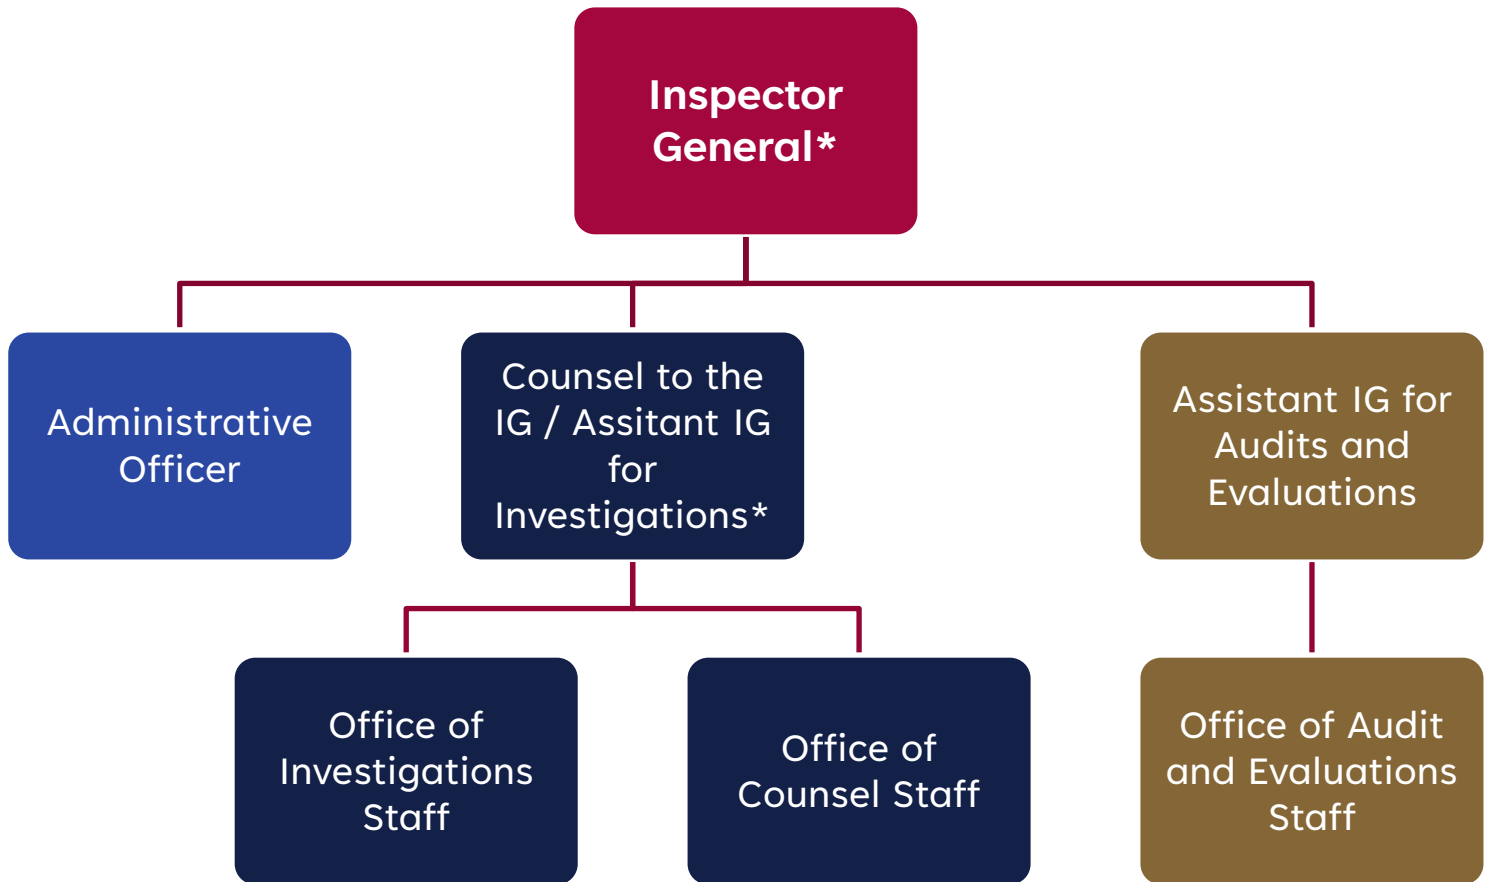 Inspector
General*
Administrative
Officer
Counsel to the
IG / Assitant IG
for
Investigations*
Assistant IG for
Audits and
Evaluations
Office of
Investigations
Staff
Office of
Counsel Staff
Office of Audit
and Evaluations
Staff